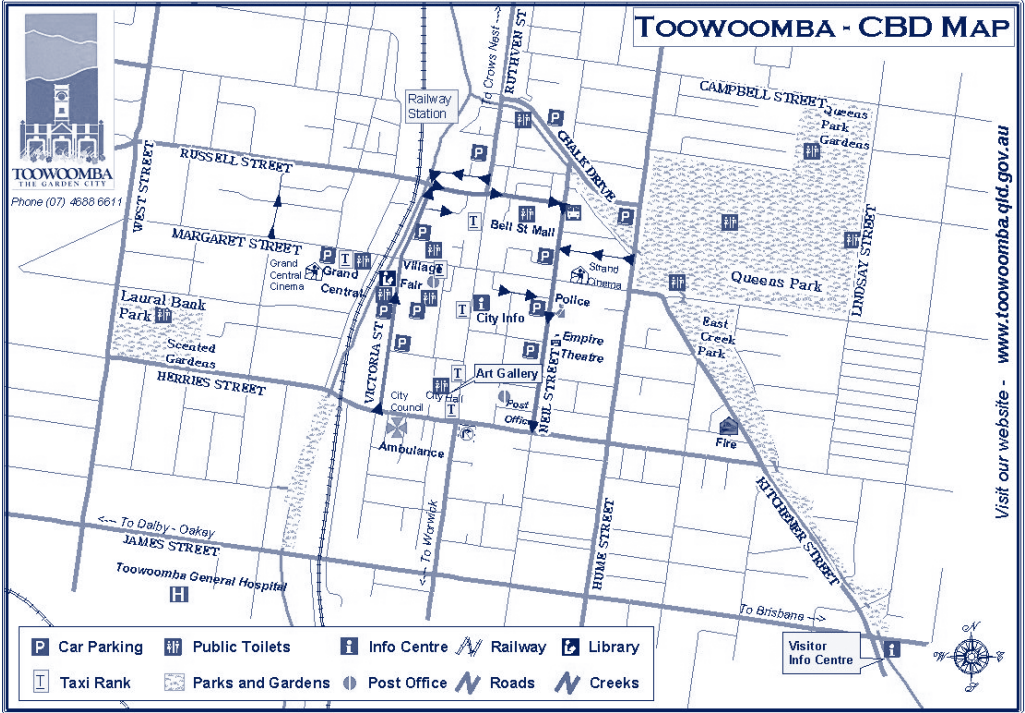 TOOWOOMBA - CBD MAP
TOOWOOMBA
THE GARDEN CITY
Phone (07) 4688 6611
To Crows Nest --->
RUTHVEN ST
Railway
Station
CAMPBELL STREET
Queens
Park
Gardens
CHALK DRIVE
RUSSELL STREET
WEST STREET
MARGARET STREET
Bell St Mall
LINDSAY STREET
Grand
Central
Cinema
Grand
Central
Village
Fair
Strand
Cinema
Queens Park
Laural Bank
Park
Scented
Gardens
City Info
Police
Empire
Theatre
East
Creek
Park
VICTORIA ST
NEIL STREET
HERRIES STREET
Art Gallery
City
Council
City Hall
Post
Office
Ambulance
Fire
KITCHENER STREET
HUME STREET
<--- To Warwick
<--- To Dalby - Oakey
JAMES STREET
Toowoomba General Hospital
H
To Brisbane --->
Visitor
Info Centre
Visit our website - www.toowoomba.qld.gov.au
P Car Parking
Public Toilets
i Info Centre
Railway
Library
T Taxi Rank
Parks and Gardens
Post Office
Roads
Creeks
N
W
E
S